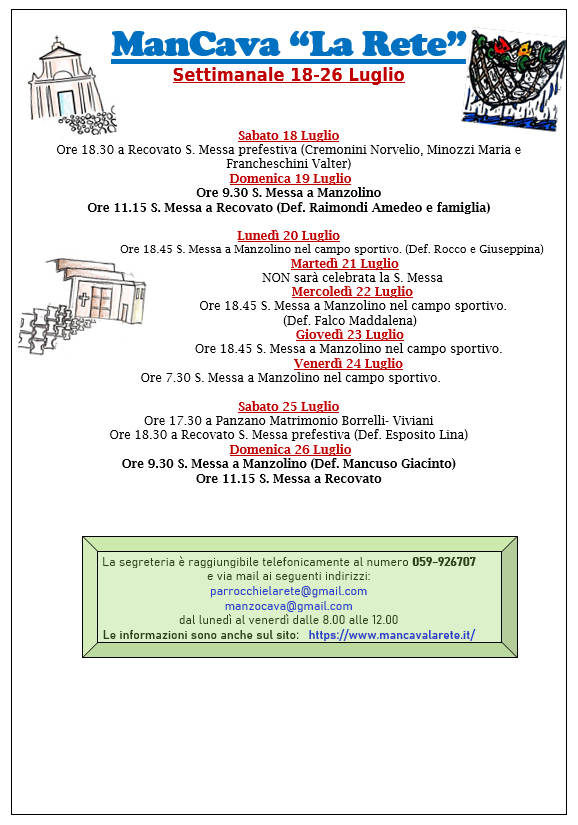 ManCava “La Rete”
Settimanale 18-26 Luglio
Sabato 18 Luglio
Ore 18.30 a Recovato S. Messa prefestiva (Cremonini Norvelio, Minozzi Maria e
Francheschini Valter)
Domenica 19 Luglio
Ore 9.30 S. Messa a Manzolino
Ore 11.15 S. Messa a Recovato (Def. Raimondi Amedeo e famiglia)
Lunedì 20 Luglio
Ore 18.45 S. Messa a Manzolino nel campo sportivo. (Def. Rocco e Giuseppina)
Martedì 21 Luglio
NON sarà celebrata la S. Messa
Mercoledì 22 Luglio
Ore 18.45 S. Messa a Manzolino nel campo sportivo.
(Def. Falco Maddalena)
Giovedì 23 Luglio
Ore 18.45 S. Messa a Manzolino nel campo sportivo.
Venerdì 24 Luglio
Ore 7.30 S. Messa a Manzolino nel campo sportivo.
Sabato 25 Luglio
Ore 17.30 a Panzano Matrimonio Borrelli- Viviani
Ore 18.30 a Recovato S. Messa prefestiva (Def. Esposito Lina)
Domenica 26 Luglio
Ore 9.30 S. Messa a Manzolino (Def. Mancuso Giacinto)
Ore 11.15 S. Messa a Recovato
La segreteria è raggiungibile telefonicamente al numero 059-926707
e via mail ai seguenti indirizzi:
parrocchielarete@gmail.com
manzocava@gmail.com
dal lunedì al venerdì dalle 8.00 alle 12.00
Le informazioni sono anche sul sito: https://www.mancavalarete.it/